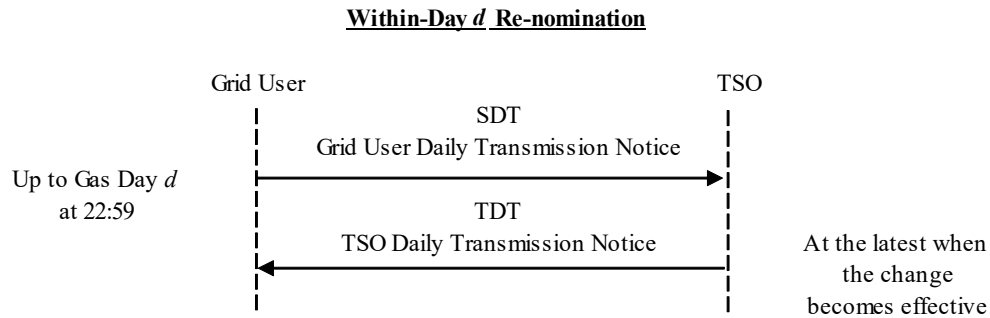 Within-Day d Re-nomination
Grid User
TSO
SDT
Grid User Daily Transmission Notice
Up to Gas Day d
at 22:59
TDT
TSO Daily Transmission Notice
At the latest when
the change
becomes effective